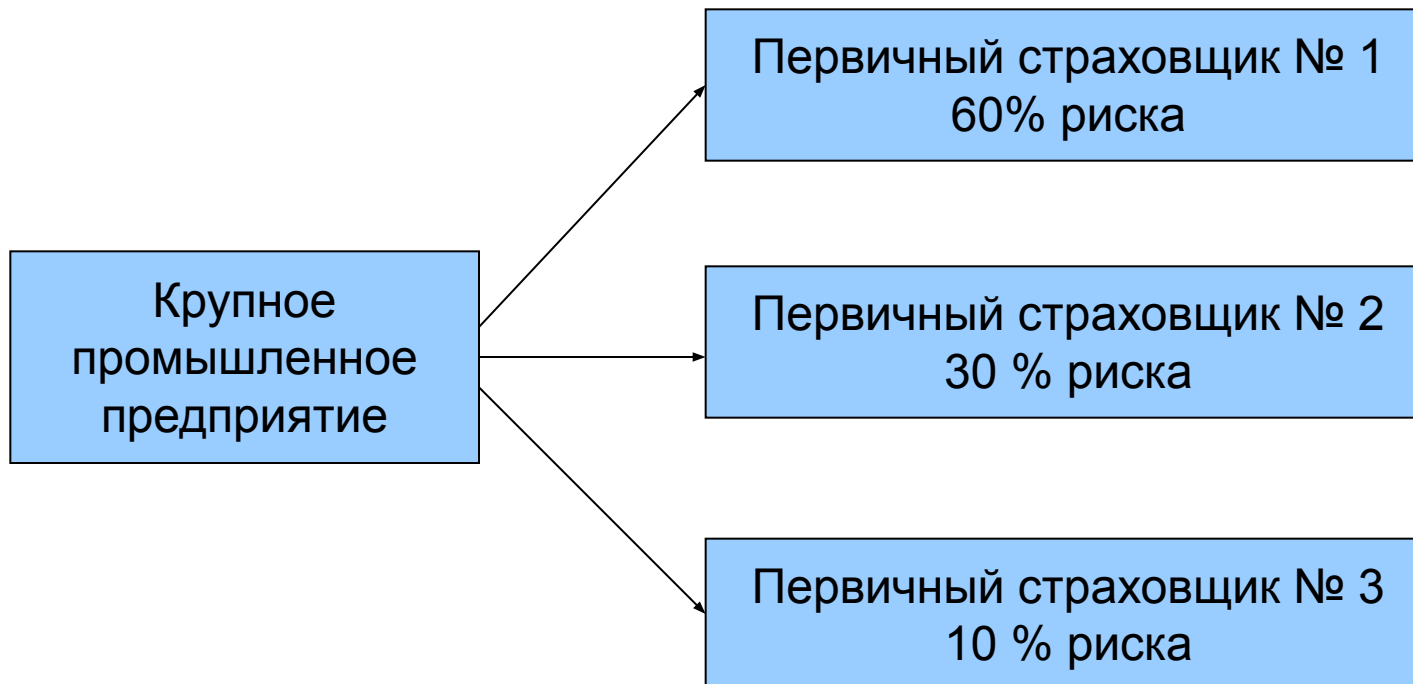 Первичный страховщик № 1
60% риска
Крупное
промышленное
предприятие
Первичный страховщик № 2
30 % риска
Первичный страховщик № 3
10 % риска